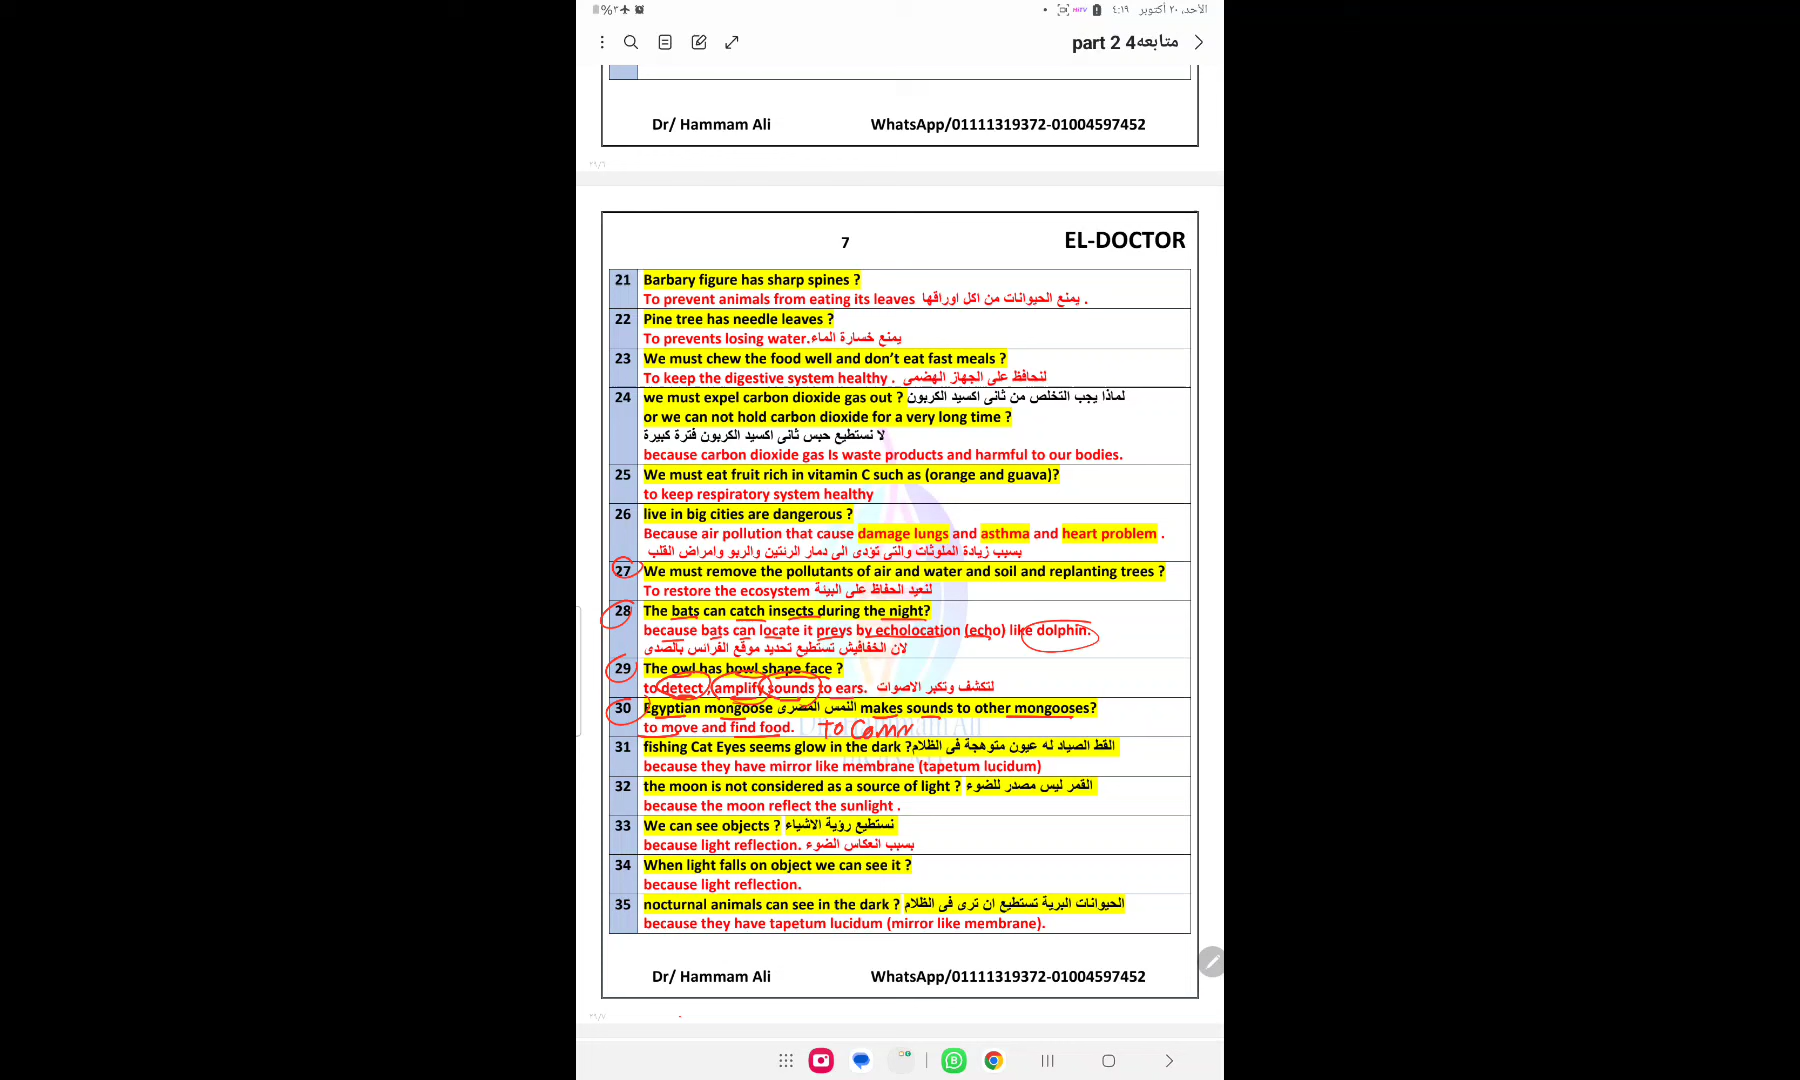 الأحد، ٢٠ أكتوبر ٤:١٩
%٣
متابعه4 part 2
Dr/ Hammam Ali WhatsApp/01111319372-01004597452
٢٦/٦
7 EL-DOCTOR
21 Barbary figure has sharp spines ?
To prevent animals from eating its leaves يمنع الحيوانات من اكل اوراقها .
22 Pine tree has needle leaves ?
To prevents losing water. يمنع خسارة الماء
23 We must chew the food well and don't eat fast meals ?
To keep the digestive system healthy . لنحافظ على الجهاز الهضمى
24 we must expel carbon dioxide gas out ? لماذا يجب التخلص من ثانى اكسيد الكربون
or we can not hold carbon dioxide for a very long time ?
لا نستطيع حبس ثانى اكسيد الكربون فترة كبيرة
because carbon dioxide gas Is waste products and harmful to our bodies.
25 We must eat fruit rich in vitamin C such as (orange and guava)?
to keep respiratory system healthy
26 live in big cities are dangerous ?
Because air pollution that cause damage lungs and asthma and heart problem .
بسبب زيادة الملوثات والتى تؤدى الى دمار الرئتين والربو وامراض القلب
27 We must remove the pollutants of air and water and soil and replanting trees ?
To restore the ecosystem لنعيد الحفاظ على البيئة
28 The bats can catch insects during the night?
because bats can locate it preys by echolocation (echo) like dolphin.
لان الخفافيش تستطيع تحديد موقع الفرائس بالصدى
29 The owl has bowl shape face ?
to detect , amplify sounds to ears. لتكشف وتكبر الاصوات
30 Egyptian mongoose النمس المصرى makes sounds to other mongooses?
to move and find food. To Comm
31 fishing Cat Eyes seems glow in the dark ? القط الصياد له عيون متوهجة فى الظلام
because they have mirror like membrane (tapetum lucidum)
32 the moon is not considered as a source of light ? القمر ليس مصدر للضوء
because the moon reflect the sunlight .
33 We can see objects ? نستطيع رؤية الاشياء
because light reflection. بسبب انعكاس الضوء
34 When light falls on object we can see it ?
because light reflection.
35 nocturnal animals can see in the dark ? الحيوانات البرية تستطيع ان ترى فى الظلام
because they have tapetum lucidum (mirror like membrane).
Dr/ Hammam Ali WhatsApp/01111319372-01004597452
٢٦/٧